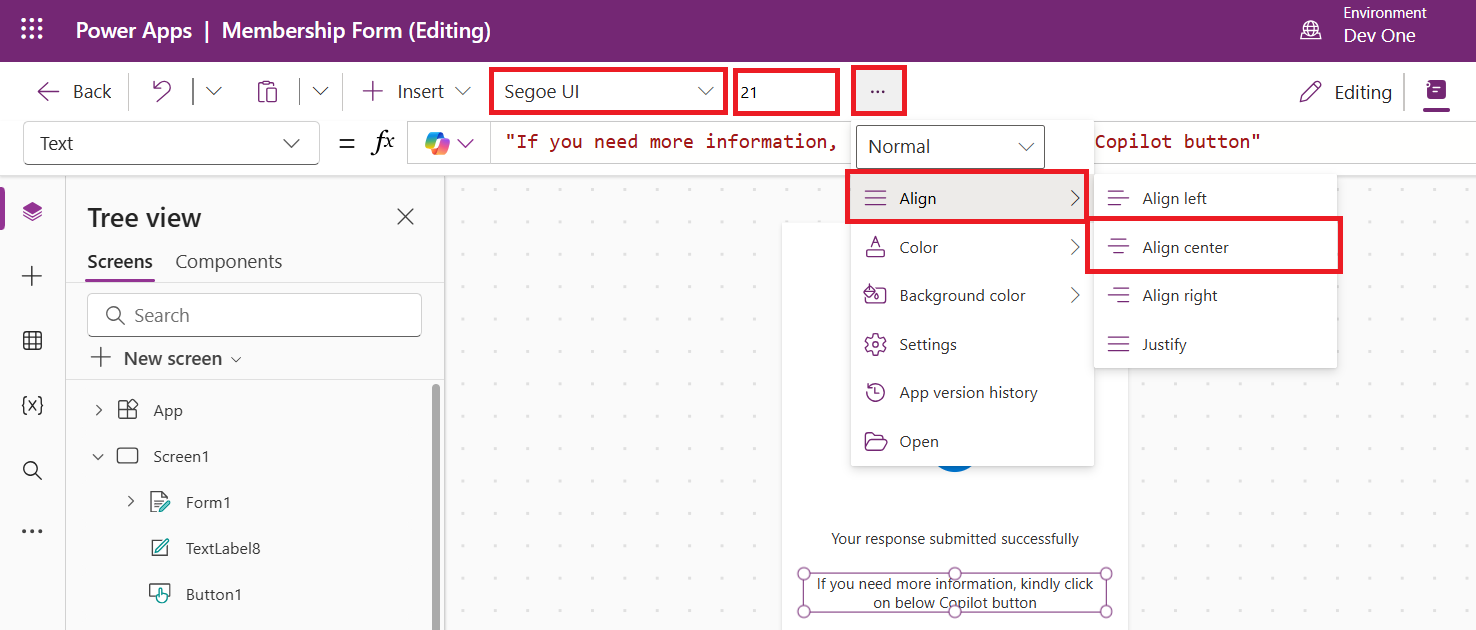 Power Apps | Membership Form (Editing)
Environment
Dev One
Back
Insert
Segoe UI
21
...
Editing
Text
= fx
"If you need more information,
Copilot button"
Normal
Align
Color
Background color
Settings
App version history
Open
Align left
Align center
Align right
Justify
Tree view
Components
Screens
Search
New screen
App
Screen1
Form1
TextLabel8
Button1
Your response submitted successfully
If you need more information, kindly click
on below Copilot button